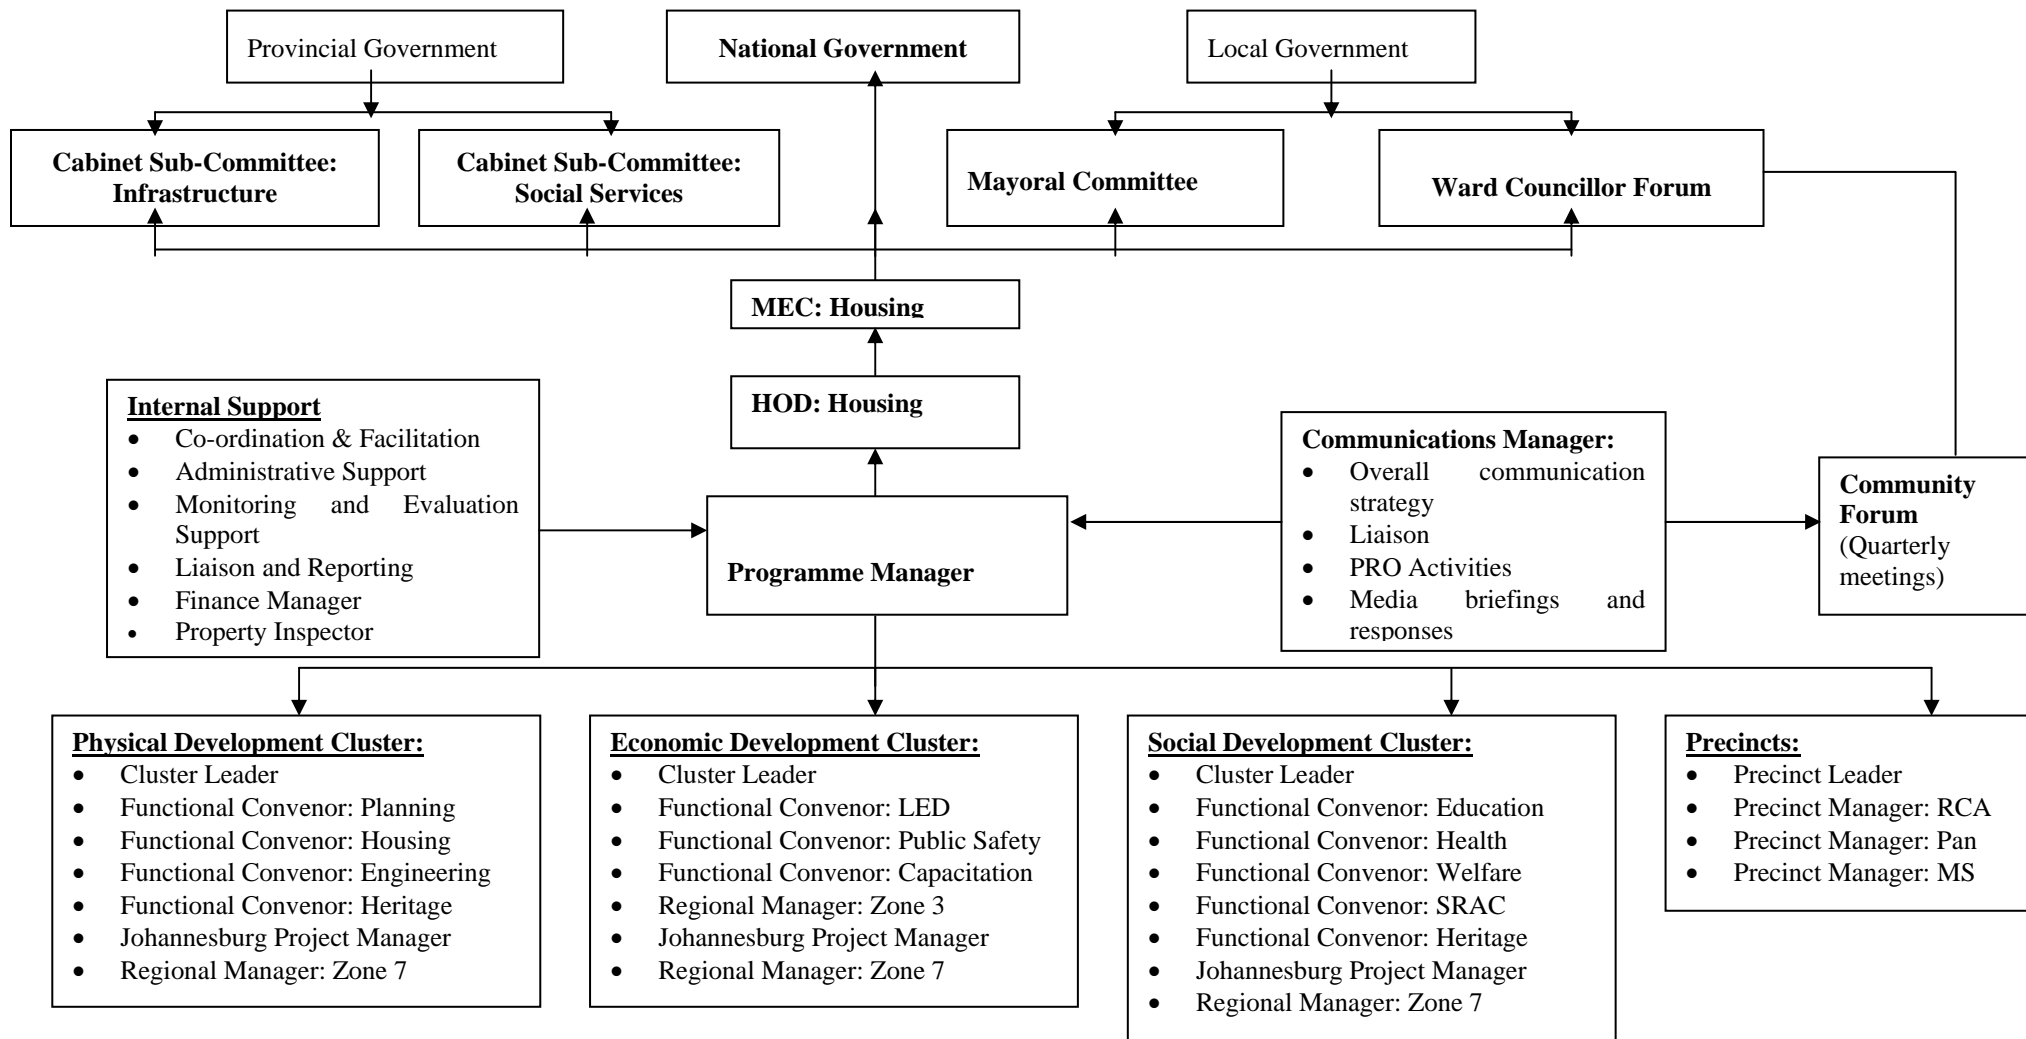 Provincial Government
National Government
Local Government
Cabinet Sub-Committee:
Infrastructure
Cabinet Sub-Committee:
Social Services
Mayoral Committee
Ward Councillor Forum
MEC: Housing
HOD: Housing
Internal Support
• Co-ordination & Facilitation
• Administrative Support
• Monitoring and Evaluation
Support
• Liaison and Reporting
• Finance Manager
• Property Inspector
Programme Manager
Communications Manager:
• Overall communication
strategy
• Liaison
• PRO Activities
• Media briefings and
responses
Community
Forum
(Quarterly
meetings)
Physical Development Cluster:
• Cluster Leader
• Functional Convenor: Planning
• Functional Convenor: Housing
• Functional Convenor: Engineering
• Functional Convenor: Heritage
• Johannesburg Project Manager
• Regional Manager: Zone 7
Economic Development Cluster:
• Cluster Leader
• Functional Convenor: LED
• Functional Convenor: Public Safety
• Functional Convenor: Capacitation
• Regional Manager: Zone 3
• Johannesburg Project Manager
• Regional Manager: Zone 7
Social Development Cluster:
• Cluster Leader
• Functional Convenor: Education
• Functional Convenor: Health
• Functional Convenor: Welfare
• Functional Convenor: SRAC
• Functional Convenor: Heritage
• Johannesburg Project Manager
• Regional Manager: Zone 7
Precincts:
• Precinct Leader
• Precinct Manager: RCA
• Precinct Manager: Pan
• Precinct Manager: MS